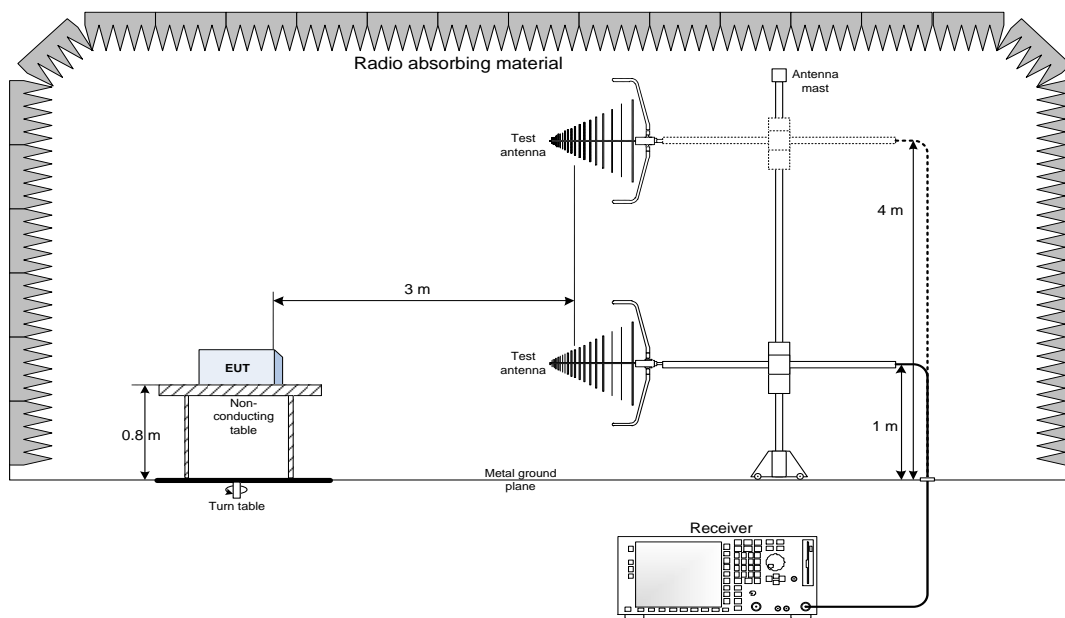 Radio absorbing material
Antenna
mast
Test
antenna
4 m
3 m
Test
antenna
EUT
Non-
conducting
table
0.8 m
1 m
Metal ground
plane
Turn table
Receiver